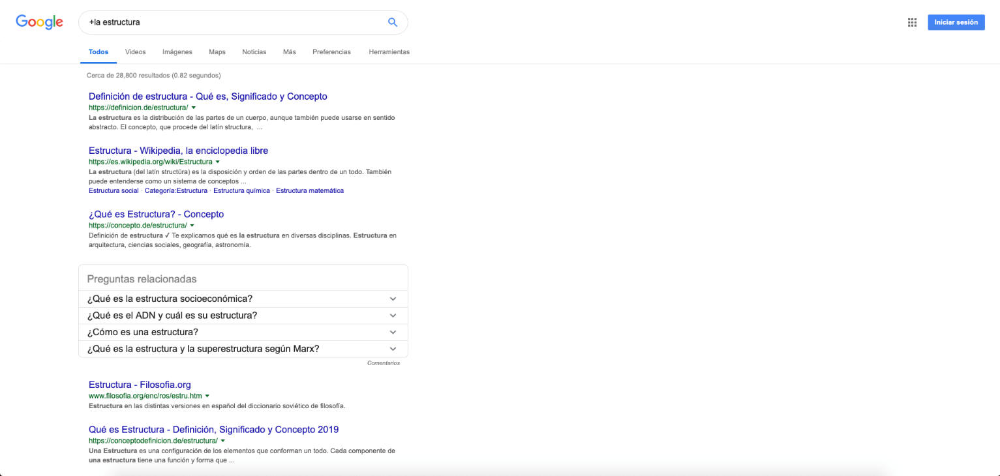 Google
+la estructura
Iniciar sesión
Todos Videos Imágenes Maps Noticias Más Preferencias Herramientas
Cerca de 28,800 resultados (0.82 segundos)
Definición de estructura - Qué es, Significado y Concepto
https://definicion.de/estructura/
La estructura es la distribución de las partes de un cuerpo, aunque también puede usarse en sentido
abstracto. El concepto, que procede del latín structura, ...
Estructura - Wikipedia, la enciclopedia libre
https://es.wikipedia.org/wiki/Estructura
La estructura (del latín structūra) es la disposición y orden de las partes dentro de un todo. También
puede entenderse como un sistema de conceptos ...
Estructura social · Categoría:Estructura · Estructura química · Estructura matemática
¿Qué es Estructura? - Concepto
https://concepto.de/estructura/
Definición de estructura ✓ Te explicamos qué es la estructura en diversas disciplinas. Estructura en
arquitectura, ciencias sociales, geografía, astronomía.
Preguntas relacionadas
¿Qué es la estructura socioeconómica?
¿Qué es el ADN y cuál es su estructura?
¿Cómo es una estructura?
¿Qué es la estructura y la superestructura según Marx?
Comentarios
Estructura - Filosofia.org
www.filosofia.org/enc/ros/estru.htm
Estructura en las distintas versiones en español del diccionario soviético de filosofía.
Qué es Estructura - Definición, Significado y Concepto 2019
https://conceptodefinicion.de/estructura/
Una Estructura es una configuración de los elementos que conforman un todo. Cada componente de
una estructura tiene una función y forma que ...